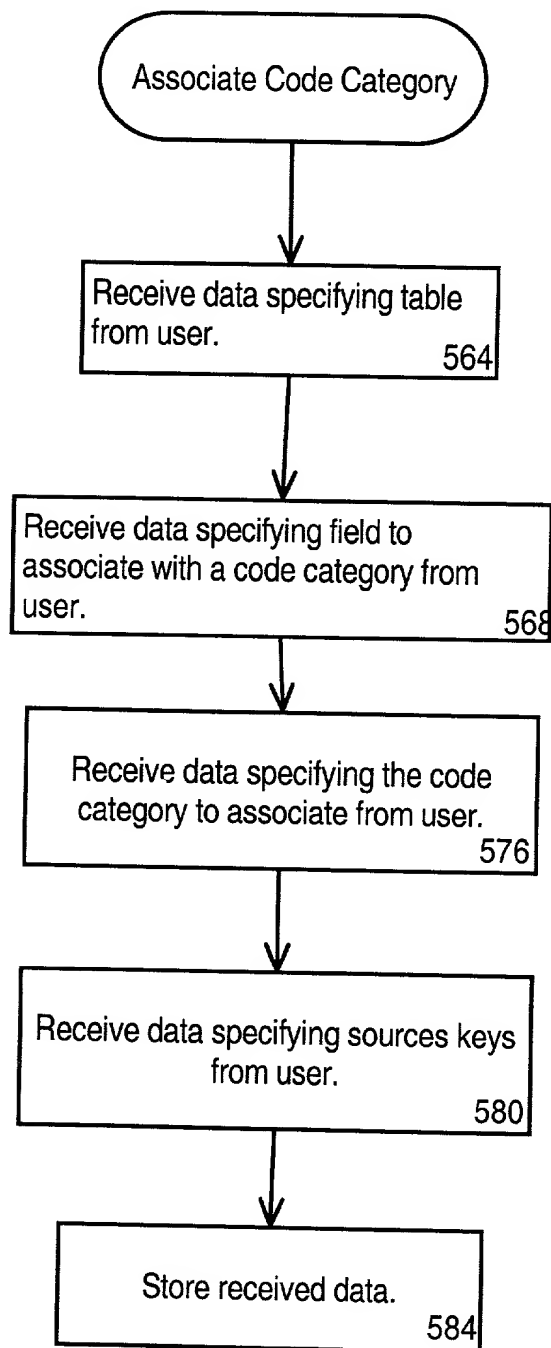 Associate Code Category
Receive data specifying table
from user.
564
Receive data specifying field to
associate with a code category from
user.
568
Receive data specifying the code
category to associate from user.
576
Receive data specifying sources keys
from user.
580
Store received data.
584